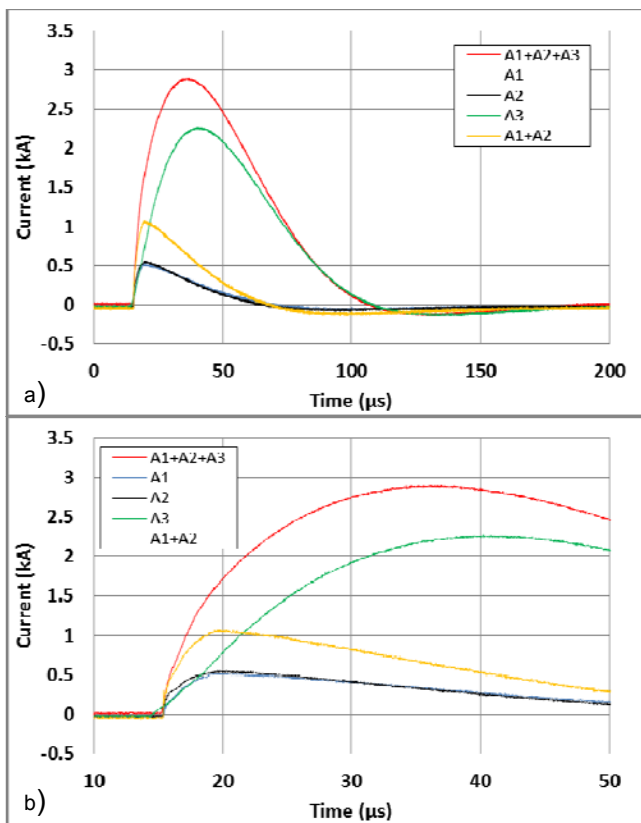 3.5
3
2.5
2
1.5
1
0.5
0
-0.5
Current (kA)
A1+A2+A3
A1
A2
A3
A1+A2
0 50 100 150 200
Time (µs)
a)
3.5
3
2.5
2
1.5
1
0.5
0
-0.5
Current (kA)
A1+A2+A3
A1
A2
A3
A1+A2
10 20 30 40 50
Time (µs)
b)